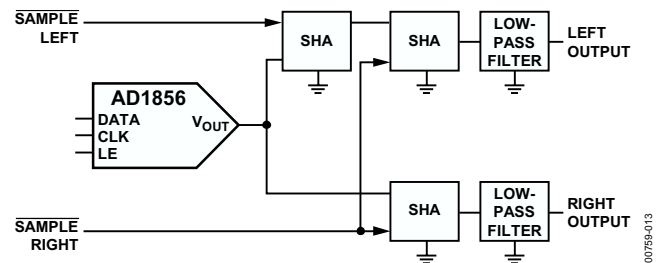 SAMPLE
LEFT
SHA
SHA
LOW-
PASS
FILTER
LEFT
OUTPUT
AD1856
DATA
CLK
LE
VOUT
SAMPLE
RIGHT
SHA
LOW-
PASS
FILTER
RIGHT
OUTPUT
00759-013